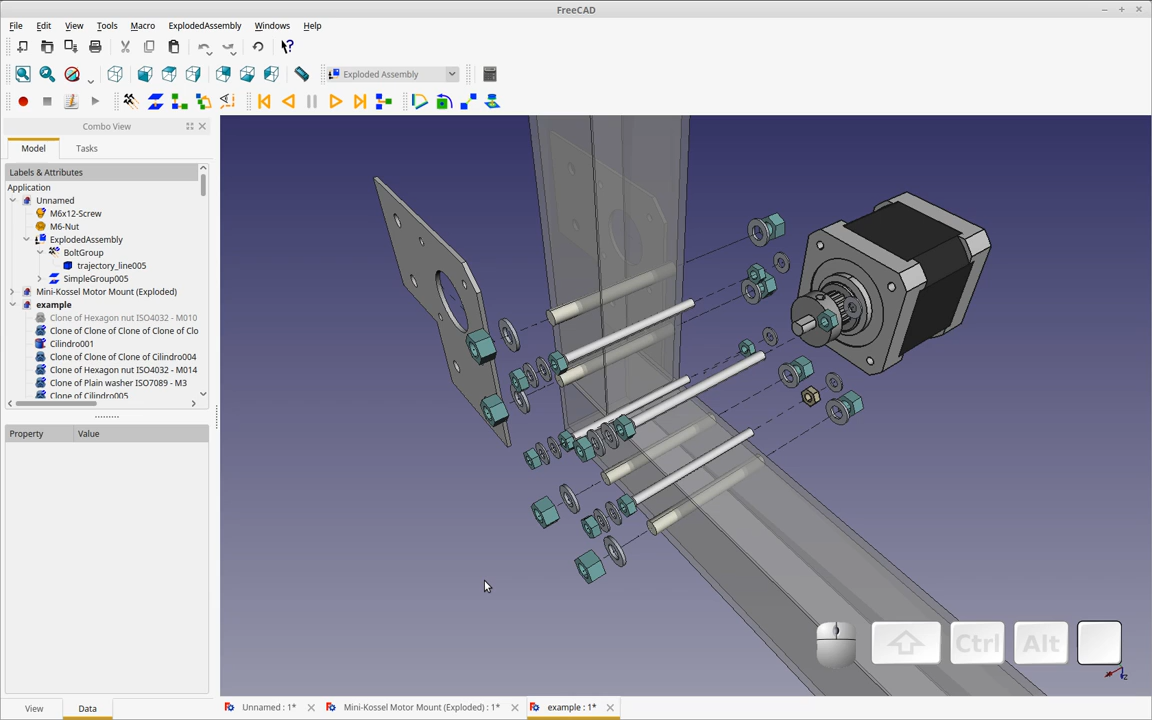 FreeCAD
File Edit View Tools Macro ExplodedAssembly Windows Help
Exploded Assembly
Combo View
Model Tasks
Labels & Attributes
Application
Unnamed
M6x12-Screw
M6-Nut
ExplodedAssembly
BoltGroup
trajectory_line005
SimpleGroup005
Mini-Kossel Motor Mount (Exploded)
example
Clone of Hexagon nut ISO4032 - M010
Clone of Clone of Clone of Clone of Clo
Cilindro001
Clone of Clone of Clone of Cilindro004
Clone of Hexagon nut ISO4032 - M014
Clone of Plain washer ISO7089 - M3
Clone of Cilindro005
Property Value
Ctrl Alt
View Data
Unnamed : 1* Mini-Kossel Motor Mount (Exploded) : 1* example : 1*